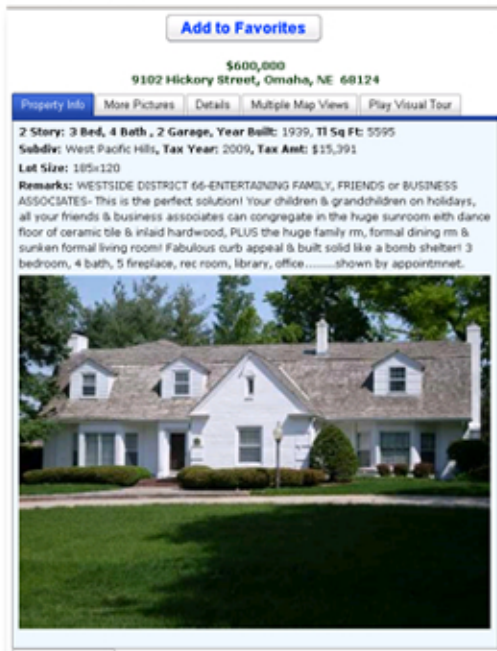 Add to Favorites
$600,000
9102 Hickory Street, Omaha, NE 68124
Property Info More Pictures Details Multiple Map Views Play Visual Tour
2 Story: 3 Bed, 4 Bath , 2 Garage, Year Built: 1939, Tl Sq Ft: 5595
Subdiv: West Pacific Hills, Tax Year: 2009, Tax Amt: $15,391
Lot Size: 185x120
Remarks: WESTSIDE DISTRICT 66-ENTERTAINING FAMILY, FRIENDS or BUSINESS
ASSOCIATES- This is the perfect solution! Your children & grandchildren on holidays,
all your friends & business associates can congregate in the huge sunroom eith dance
floor of ceramic tile & inlaid hardwood, PLUS the huge family rm, formal dining rm &
sunken formal living room! Fabulous curb appeal & built solid like a bomb shelter! 3
bedroom, 4 bath, 5 fireplace, rec room, library, office.........shown by appointmnet.